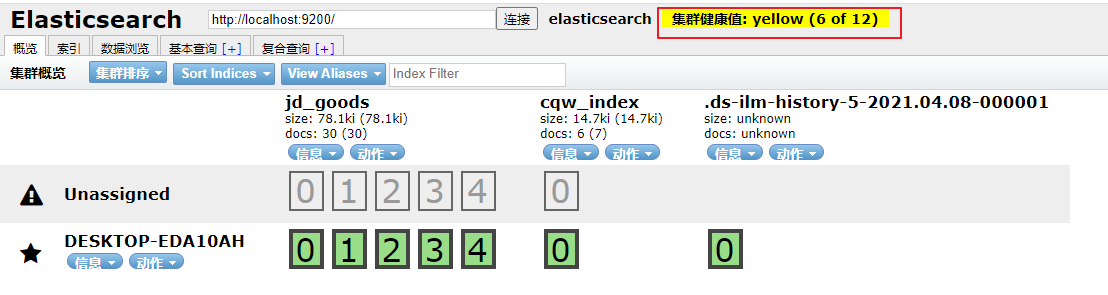 Elasticsearch http://localhost:9200/ 连接 elasticsearch 集群健康值: yellow (6 of 12)
概览 索引 数据浏览 基本查询 [+] 复合查询 [+]
集群概览 集群排序 Sort Indices View Aliases Index Filter
jd_goods cqw_index .ds-ilm-history-5-2021.04.08-000001
size: 78.1ki (78.1ki) size: 14.7ki (14.7ki) size: unknown
docs: 30 (30) docs: 6 (7) docs: unknown
信息 动作 信息 动作 信息 动作
Unassigned 0 1 2 3 4 0
DESKTOP-EDA10AH 0 1 2 3 4 0 0
信息 动作